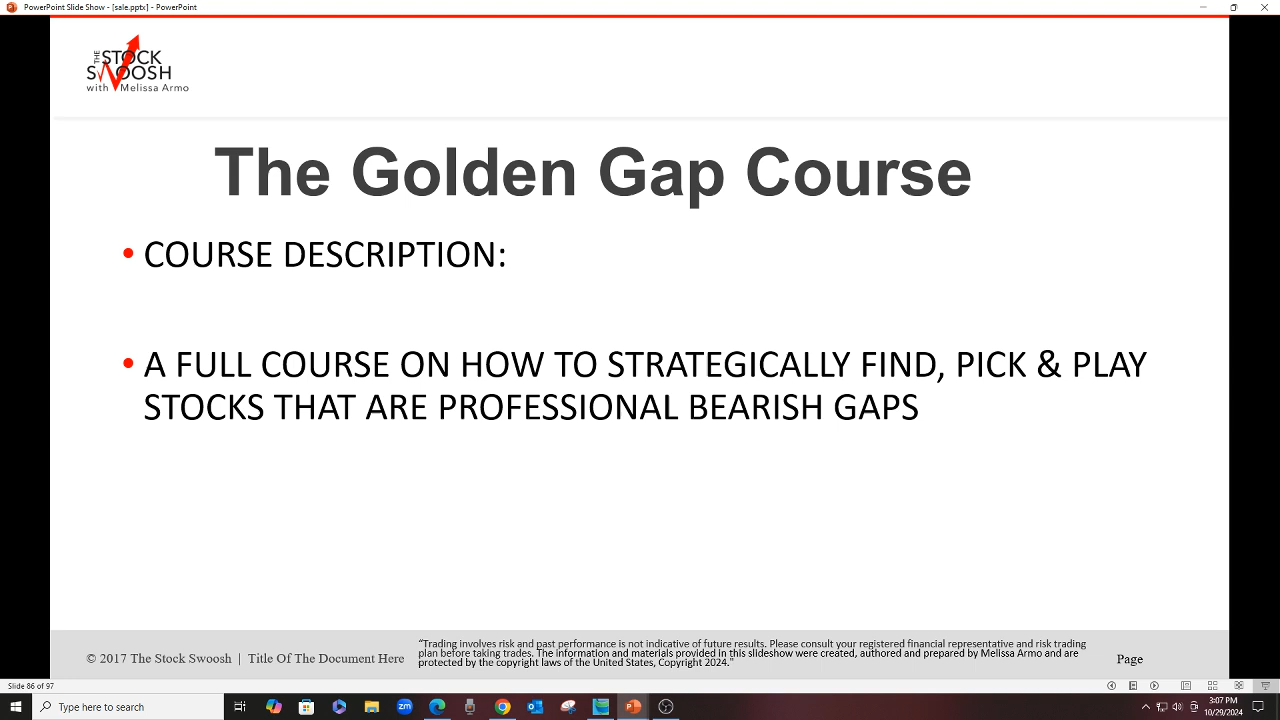 PowerPoint Slide Show - [sale.pptx] - PowerPoint
THE STOCK
SWOOSH
with Melissa Armo
The Golden Gap Course
• COURSE DESCRIPTION:
• A FULL COURSE ON HOW TO STRATEGICALLY FIND, PICK & PLAY
STOCKS THAT ARE PROFESSIONAL BEARISH GAPS
© 2017 The Stock Swoosh | Title Of The Document Here
“Trading involves risk and past performance is not indicative of future results. Please consult your registered financial representative and risk trading
plan before taking trades. The information and materials provided in this slideshow were created, authored and prepared by Melissa Armo and are
protected by the copyright laws of the United States, Copyright 2024."
Page
Slide 86 of 97
Type here to search
zm
3:07 PM
10/29/2024